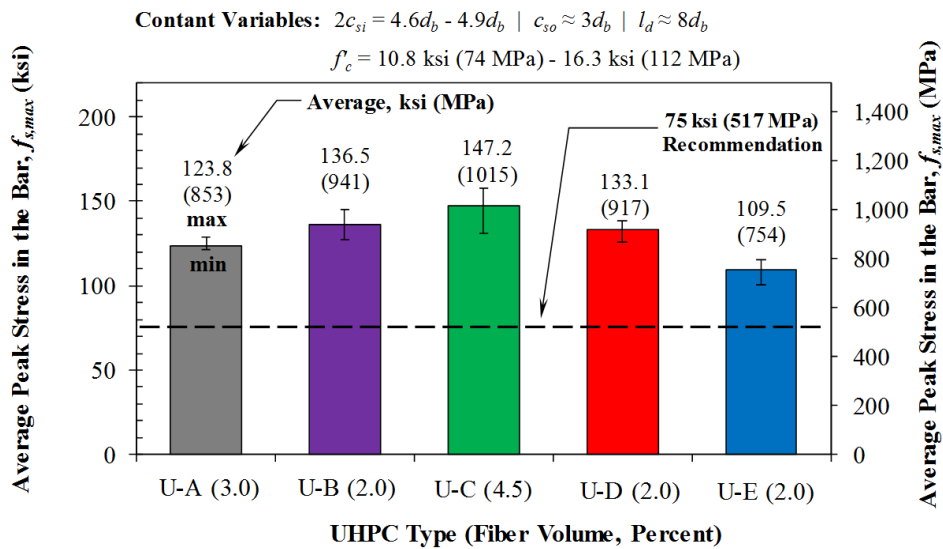 Contant Variables: 2c_si = 4.6d_b - 4.9d_b | c_so ≈ 3d_b | l_d ≈ 8d_b
f'_c = 10.8 ksi (74 MPa) - 16.3 ksi (112 MPa)
Average Peak Stress in the Bar, f_s,max (ksi)
200
150
100
50
0
Average, ksi (MPa)
75 ksi (517 MPa)
Recommendation
123.8
(853)
max
min
136.5
(941)
147.2
(1015)
133.1
(917)
109.5
(754)
1,400
1,200
1,000
800
600
400
200
0
Average Peak Stress in the Bar, f_s,max (MPa)
U-A (3.0)
U-B (2.0)
U-C (4.5)
U-D (2.0)
U-E (2.0)
UHPC Type (Fiber Volume, Percent)